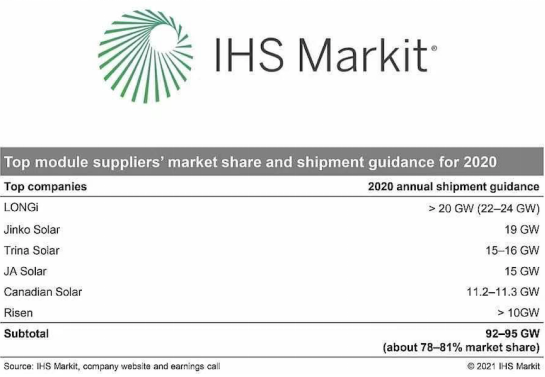 IHS Markit®
Top module suppliers' market share and shipment guidance for 2020
Top companies 2020 annual shipment guidance
LONGi > 20 GW (22–24 GW)
Jinko Solar 19 GW
Trina Solar 15–16 GW
JA Solar 15 GW
Canadian Solar 11.2–11.3 GW
Risen > 10GW
Subtotal 92–95 GW
(about 78–81% market share)
Source: IHS Markit, company website and earnings call © 2021 IHS Markit